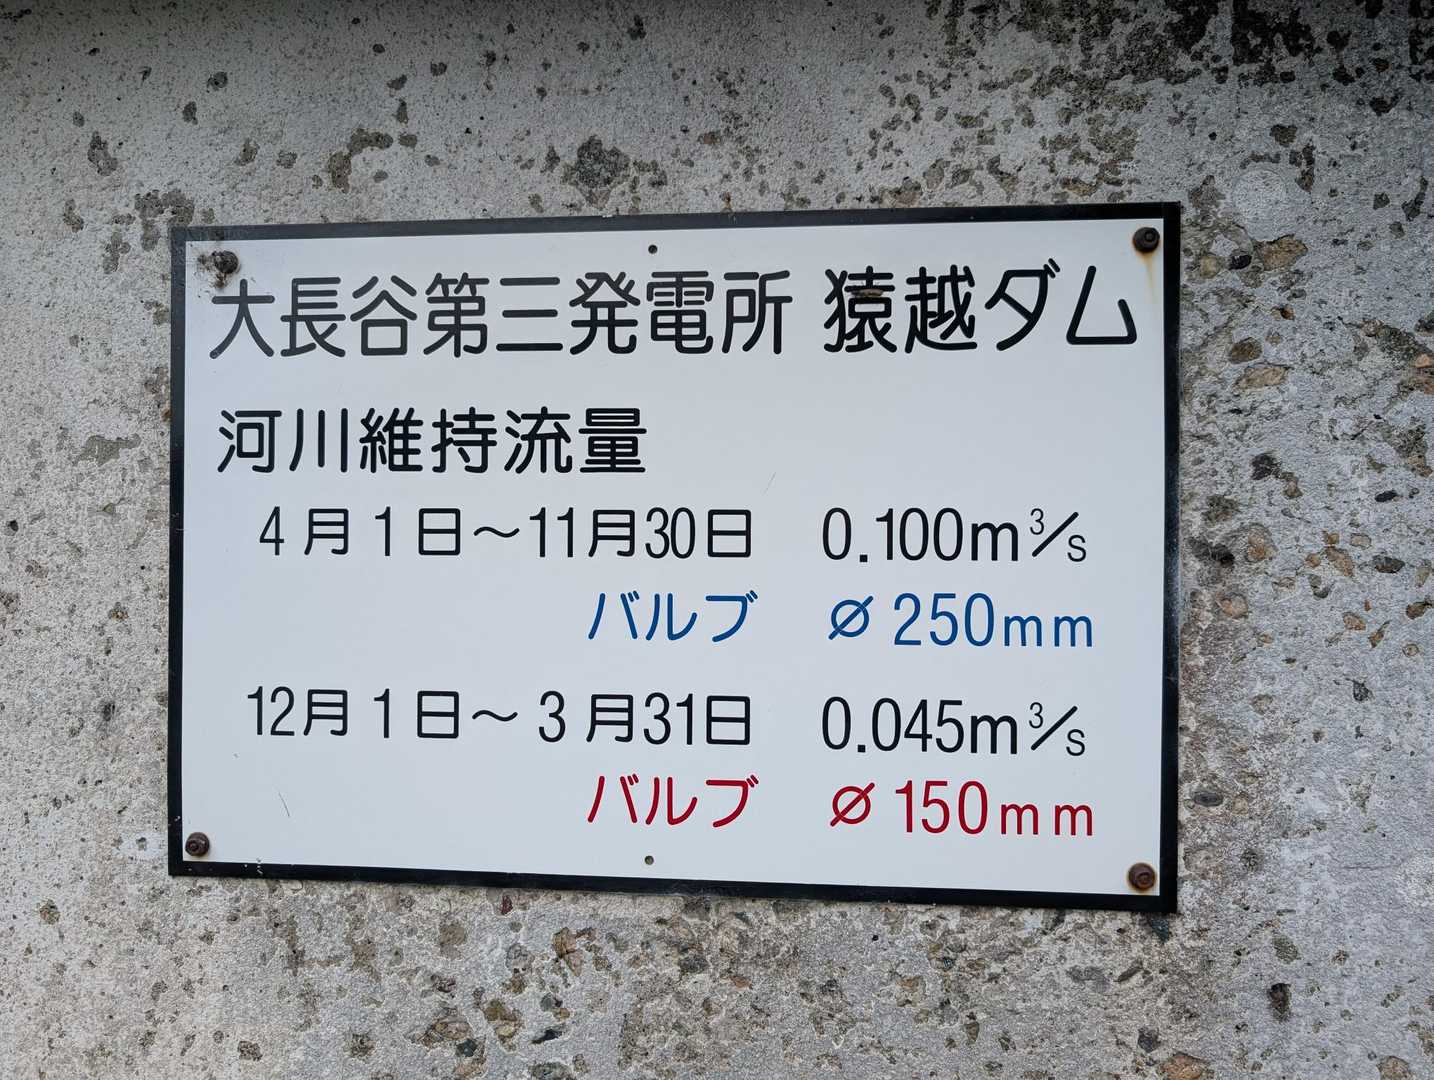 大長谷第三発電所 猿越ダム
河川維持流量
4月1日～11月30日 0.100m³/s
バルブ ⌀250mm
12月1日～3月31日 0.045m³/s
バルブ ⌀150mm